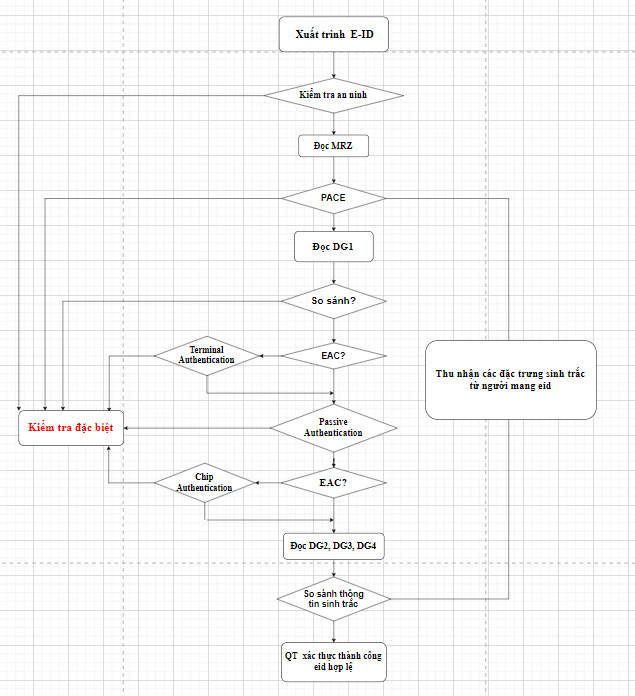 Xuất trình E-ID
Kiểm tra an ninh
Đọc MRZ
PACE
Đọc DG1
So sánh?
Terminal
Authentication
EAC?
Thu nhận các đặc trưng sinh trắc
từ người mang eid
Kiểm tra đặc biệt
Passive
Authentication
Chip
Authentication
EAC?
Đọc DG2, DG3, DG4
So sành thông
tin sinh trắc
QT xác thực thành công
eid hợp lệ